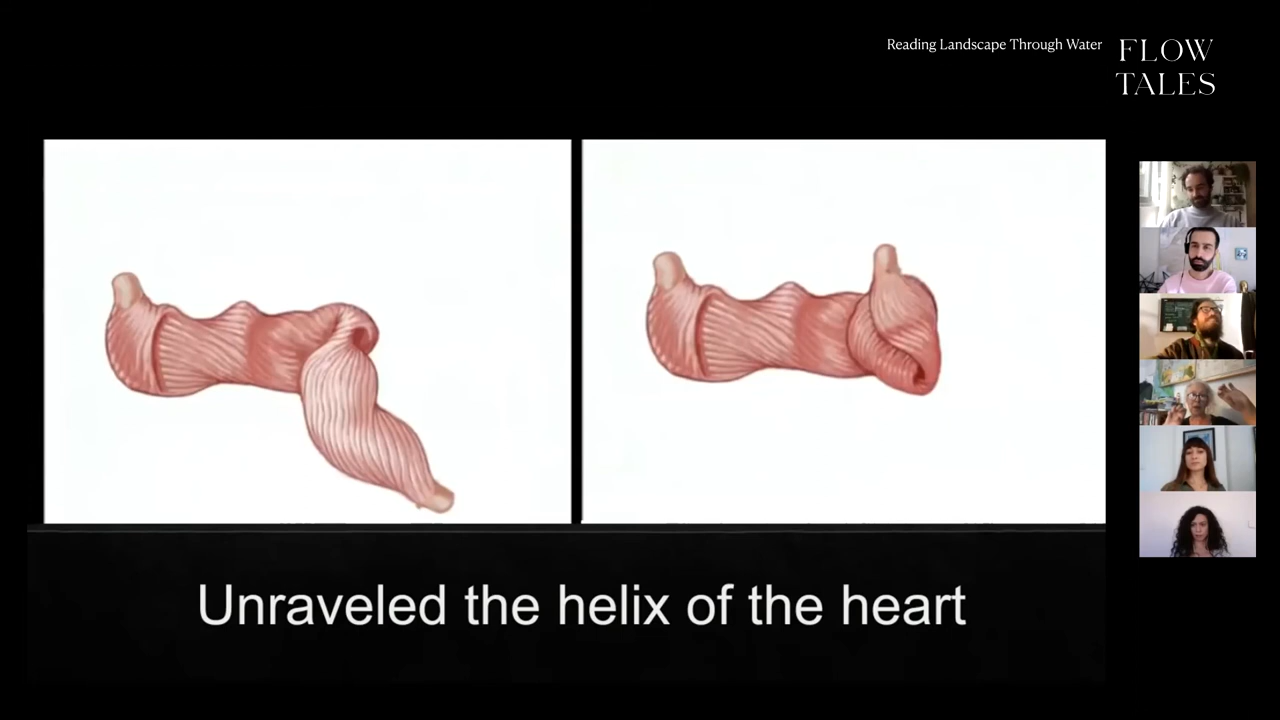 Reading Landscape Through Water
FLOW
TALES
Unraveled the helix of the heart